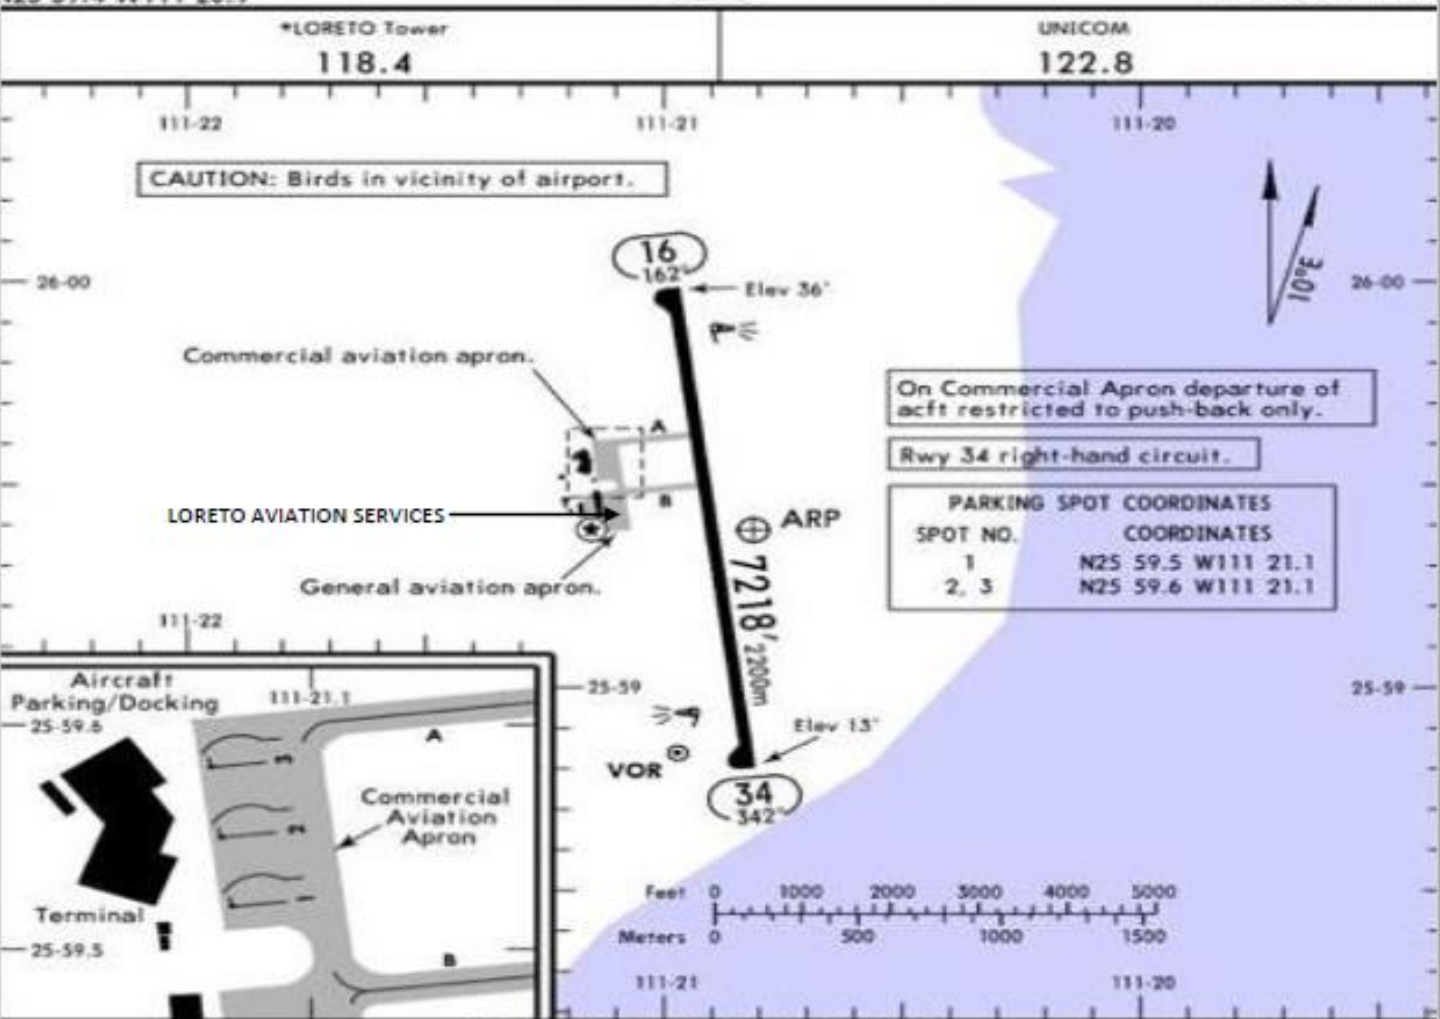 *LORETO Tower
118.4
UNICOM
122.8
111-22
111-21
111-20
CAUTION: Birds in vicinity of airport.
16
162°
Elev 36'
26-00
26-00
10°E
Commercial aviation apron.
A
B
On Commercial Apron departure of
acft restricted to push-back only.
Rwy 34 right-hand circuit.
PARKING SPOT COORDINATES
SPOT NO.
COORDINATES
1
N25 59.5 W111 21.1
2, 3
N25 59.6 W111 21.1
LORETO AVIATION SERVICES
ARP
General aviation apron.
7218'
2200m
111-22
25-59
25-59
Elev 13'
VOR
34
342°
Aircraft
Parking/Docking
111-21.1
25-59.6
A
3
Commercial
Aviation
Apron
2
1
Terminal
25-59.5
B
Feet 0 1000 2000 3000 4000 5000
Meters 0 500 1000 1500
111-21
111-20